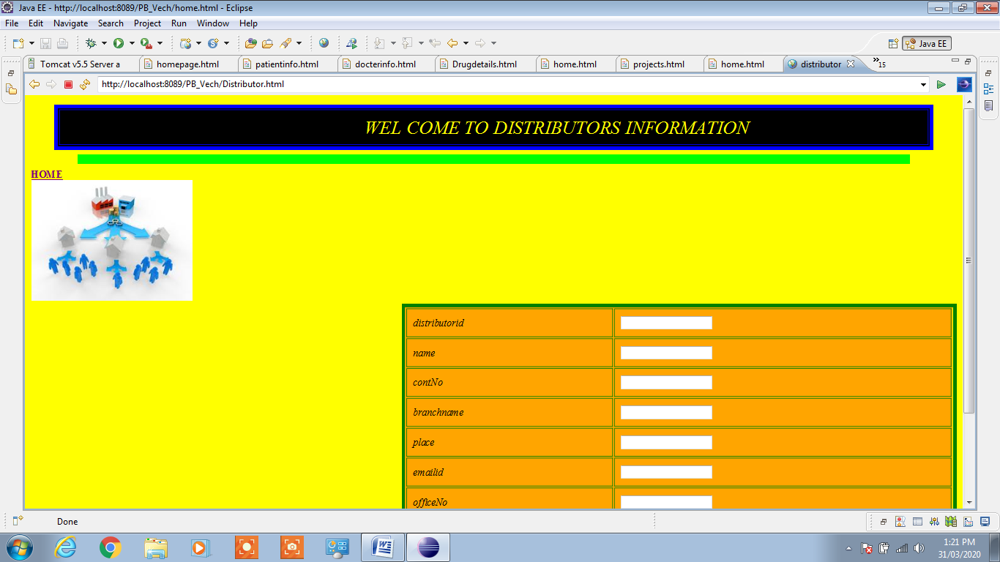 Java EE - http://localhost:8089/PB_Vech/home.html - Eclipse
File Edit Navigate Search Project Run Window Help
Java EE
Tomcat v5.5 Server a homepage.html patientinfo.html docterinfo.html Drugdetails.html home.html projects.html home.html distributor 15
http://localhost:8089/PB_Vech/Distributor.html
WEL COME TO DISTRIBUTORS INFORMATION
HOME
distributorid
name
contNo
branchname
place
emailid
officeNo
Done
1:21 PM
31/03/2020